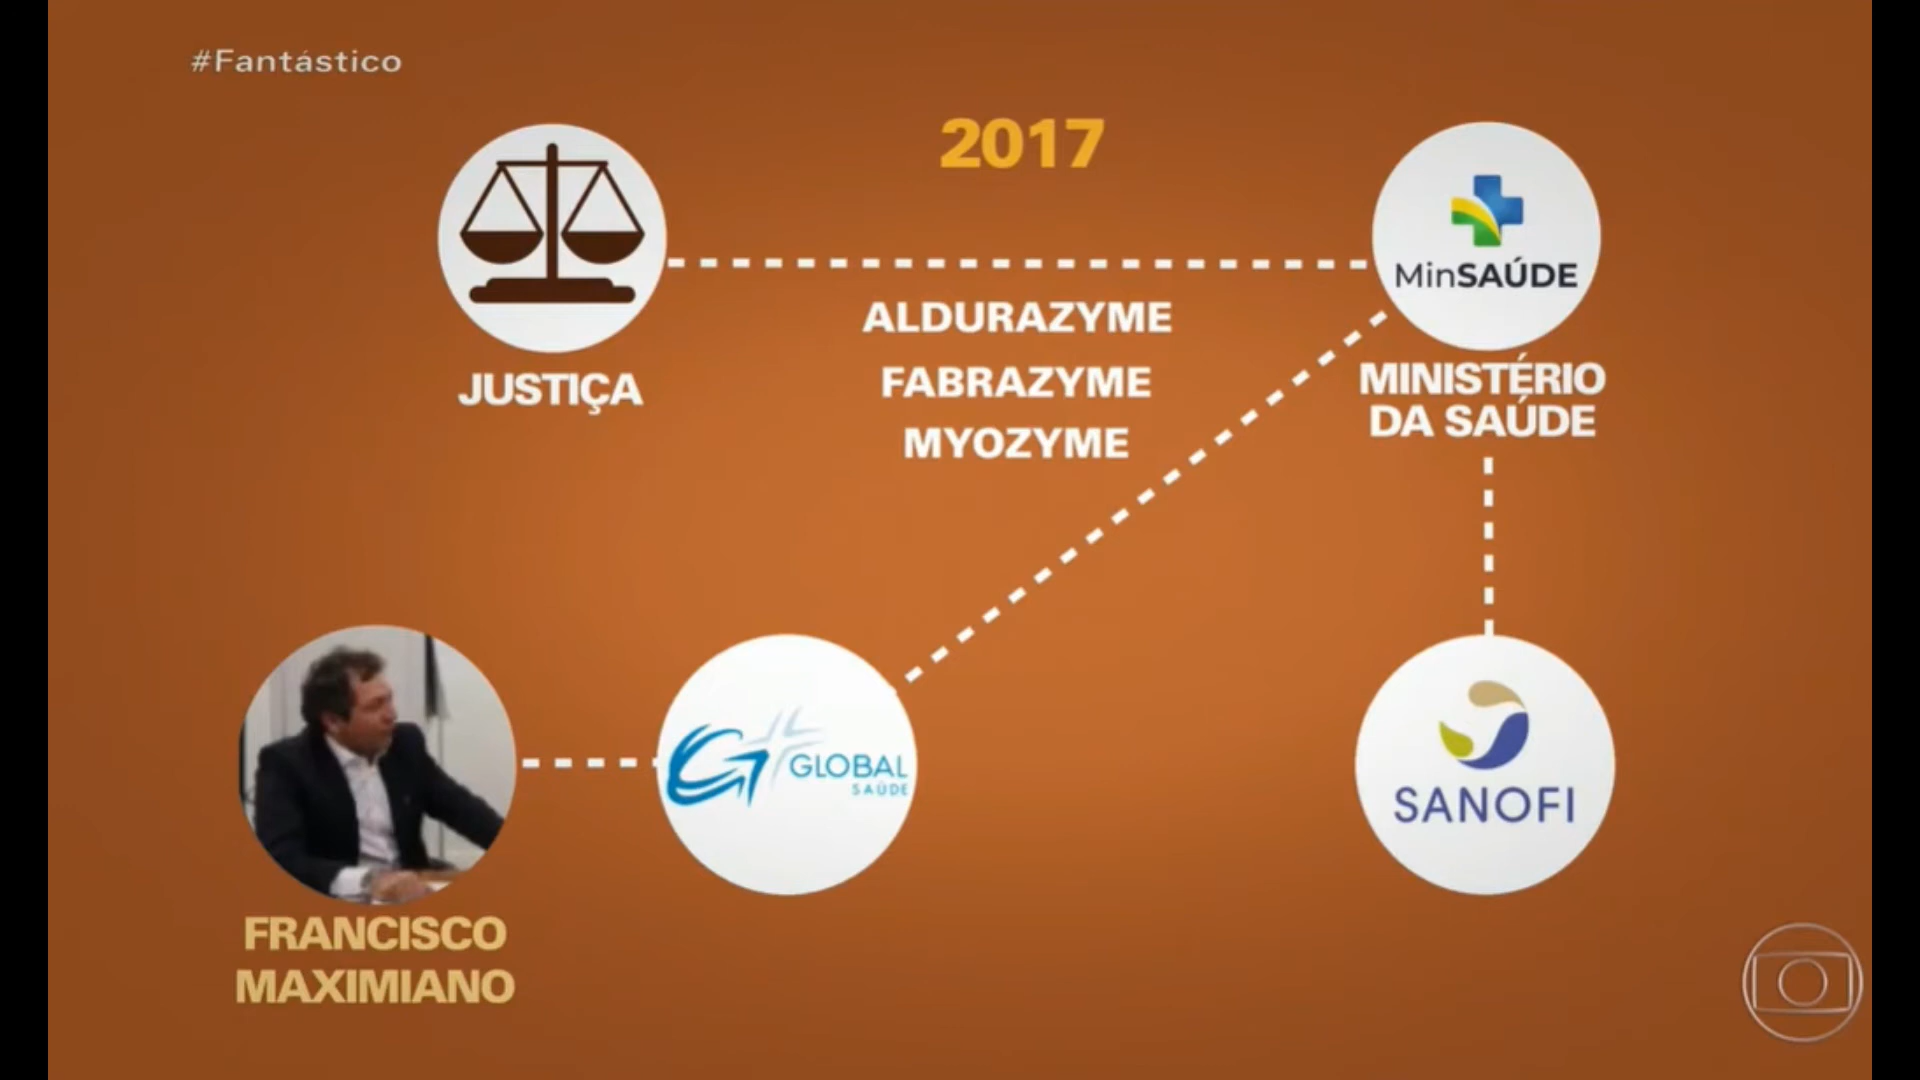 #Fantástico
2017
MinSAÚDE
ALDURAZYME
FABRAZYME
MYOZYME
JUSTIÇA
MINISTÉRIO
DA SAÚDE
GLOBAL
SAÚDE
SANOFI
FRANCISCO
MAXIMIANO